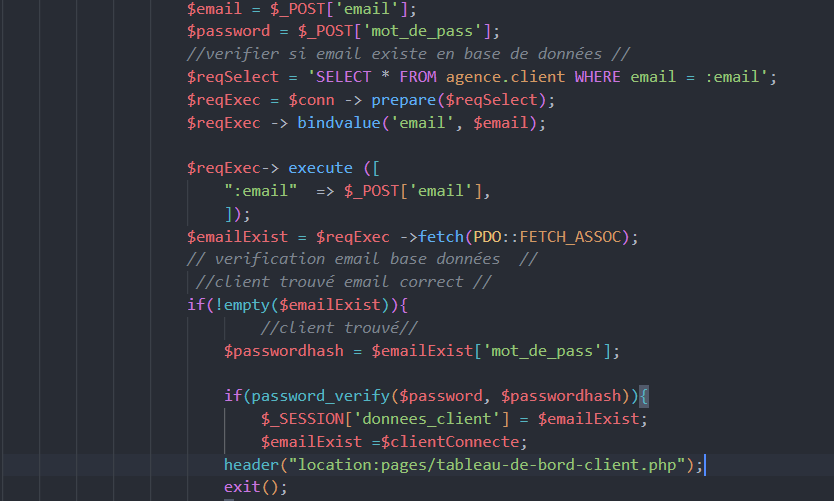 $email = $_POST['email'];
$password = $_POST['mot_de_pass'];
//verifier si email existe en base de données //
$reqSelect = 'SELECT * FROM agence.client WHERE email = :email';
$reqExec = $conn -> prepare($reqSelect);
$reqExec -> bindvalue('email', $email);
$reqExec-> execute ([
":email"  => $_POST['email'],
]);
$emailExist = $reqExec ->fetch(PDO::FETCH_ASSOC);
// verification email base données  //
//client trouvé email correct //
if(!empty($emailExist)){
//client trouvé//
$passwordhash = $emailExist['mot_de_pass'];
if(password_verify($password, $passwordhash)){
$_SESSION['donnees_client'] = $emailExist;
$emailExist =$clientConnecte;
header("location:pages/tableau-de-bord-client.php");
exit();